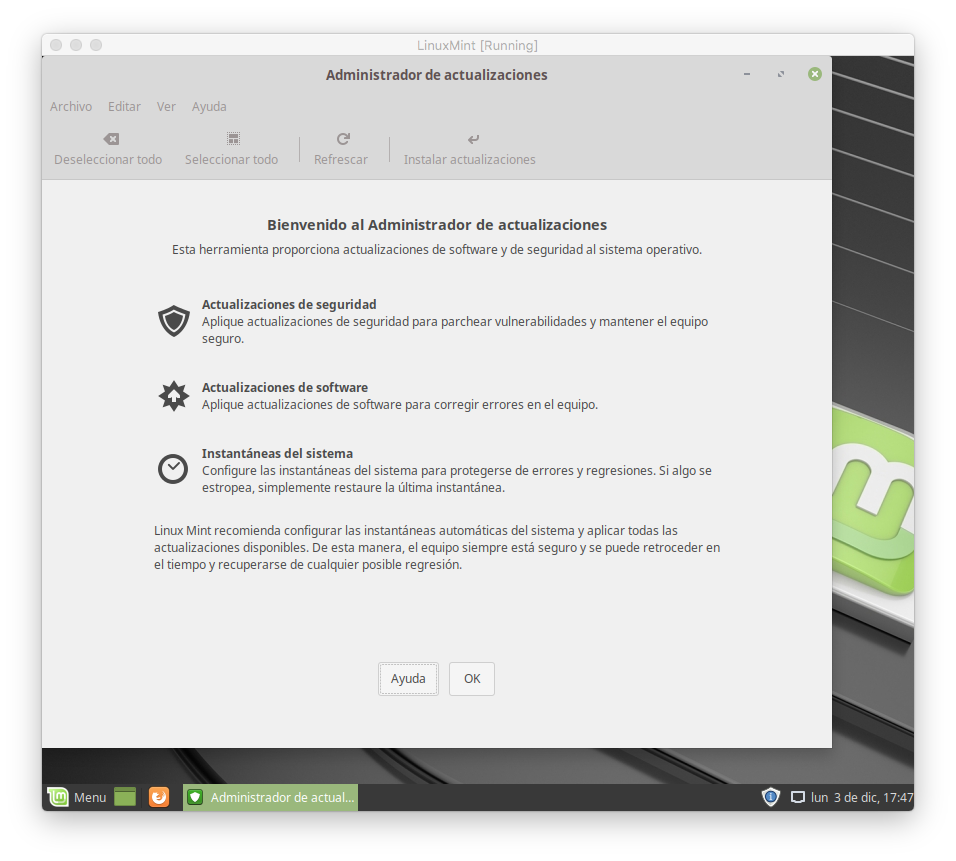 LinuxMint [Running]
Administrador de actualizaciones
Archivo Editar Ver Ayuda
Deseleccionar todo Seleccionar todo Refrescar Instalar actualizaciones
Bienvenido al Administrador de actualizaciones
Esta herramienta proporciona actualizaciones de software y de seguridad al sistema operativo.
Actualizaciones de seguridad
Aplique actualizaciones de seguridad para parchear vulnerabilidades y mantener el equipo
seguro.
Actualizaciones de software
Aplique actualizaciones de software para corregir errores en el equipo.
Instantáneas del sistema
Configure las instantáneas del sistema para protegerse de errores y regresiones. Si algo se
estropea, simplemente restaure la última instantánea.
Linux Mint recomienda configurar las instantáneas automáticas del sistema y aplicar todas las
actualizaciones disponibles. De esta manera, el equipo siempre está seguro y se puede retroceder en
el tiempo y recuperarse de cualquier posible regresión.
Ayuda OK
Menu Administrador de actual... lun 3 de dic, 17:47